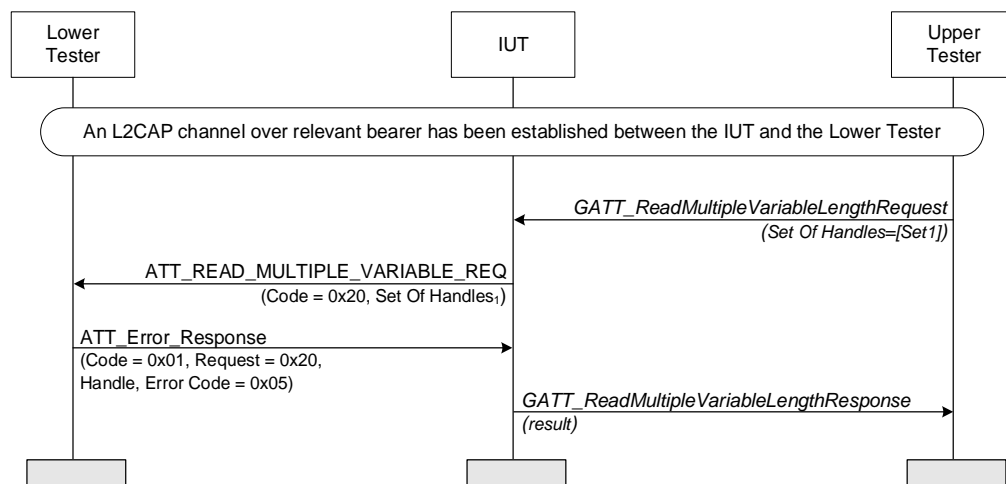 Lower
Tester
IUT
Upper
Tester
An L2CAP channel over relevant bearer has been established between the IUT and the Lower Tester
GATT_ReadMultipleVariableLengthRequest
(Set Of Handles=[Set1])
ATT_READ_MULTIPLE_VARIABLE_REQ
(Code = 0x20, Set Of Handles₁)
ATT_Error_Response
(Code = 0x01, Request = 0x20,
Handle, Error Code = 0x05)
GATT_ReadMultipleVariableLengthResponse
(result)